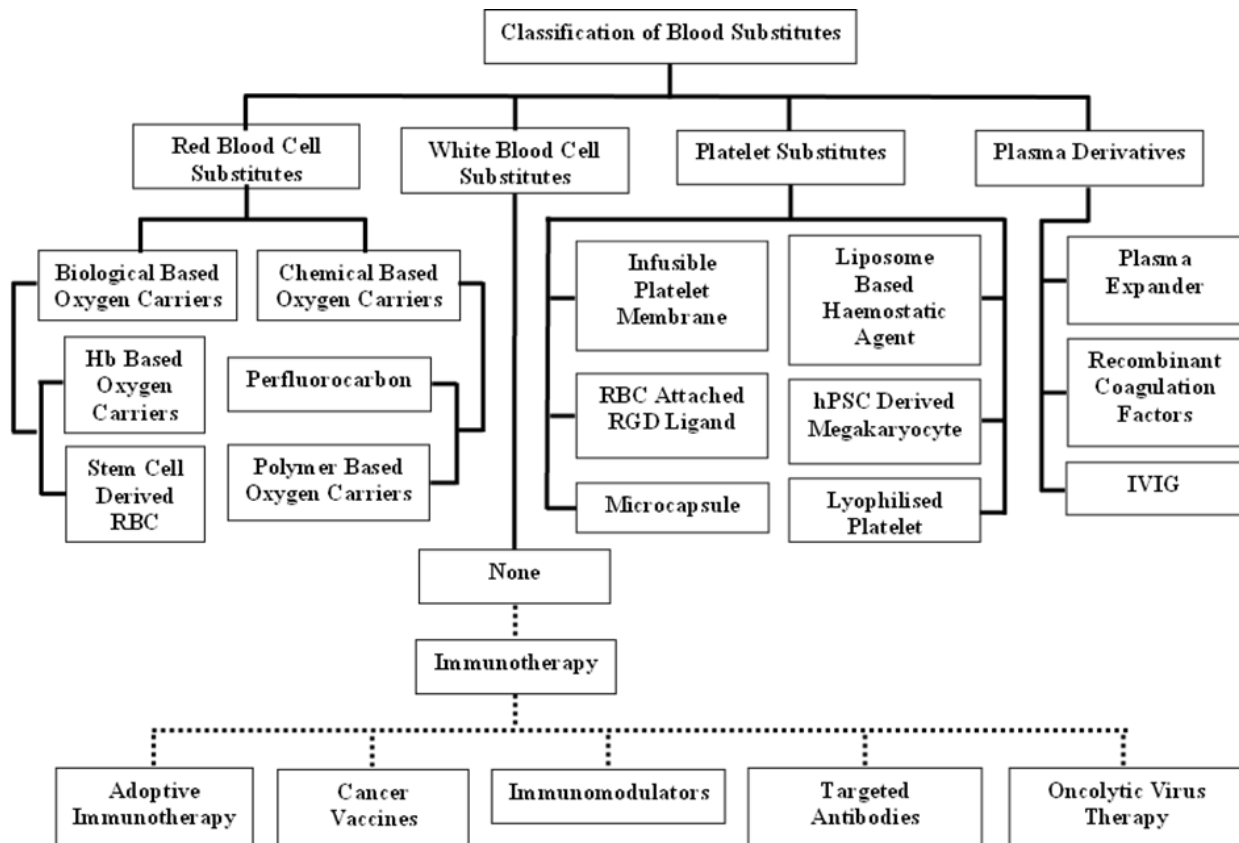 Classification of Blood Substitutes
Red Blood Cell
Substitutes
White Blood Cell
Substitutes
Platelet Substitutes
Plasma Derivatives
Biological Based
Oxygen Carriers
Chemical Based
Oxygen Carriers
Hb Based
Oxygen
Carriers
Stem Cell
Derived
RBC
Perfluorocarbon
Polymer Based
Oxygen Carriers
Infusible
Platelet
Membrane
RBC Attached
RGD Ligand
Microcapsule
Liposome
Based
Haemostatic
Agent
hPSC Derived
Megakaryocyte
Lyophilised
Platelet
Plasma
Expander
Recombinant
Coagulation
Factors
IVIG
None
Immunotherapy
Adoptive
Immunotherapy
Cancer
Vaccines
Immunomodulators
Targeted
Antibodies
Oncolytic Virus
Therapy